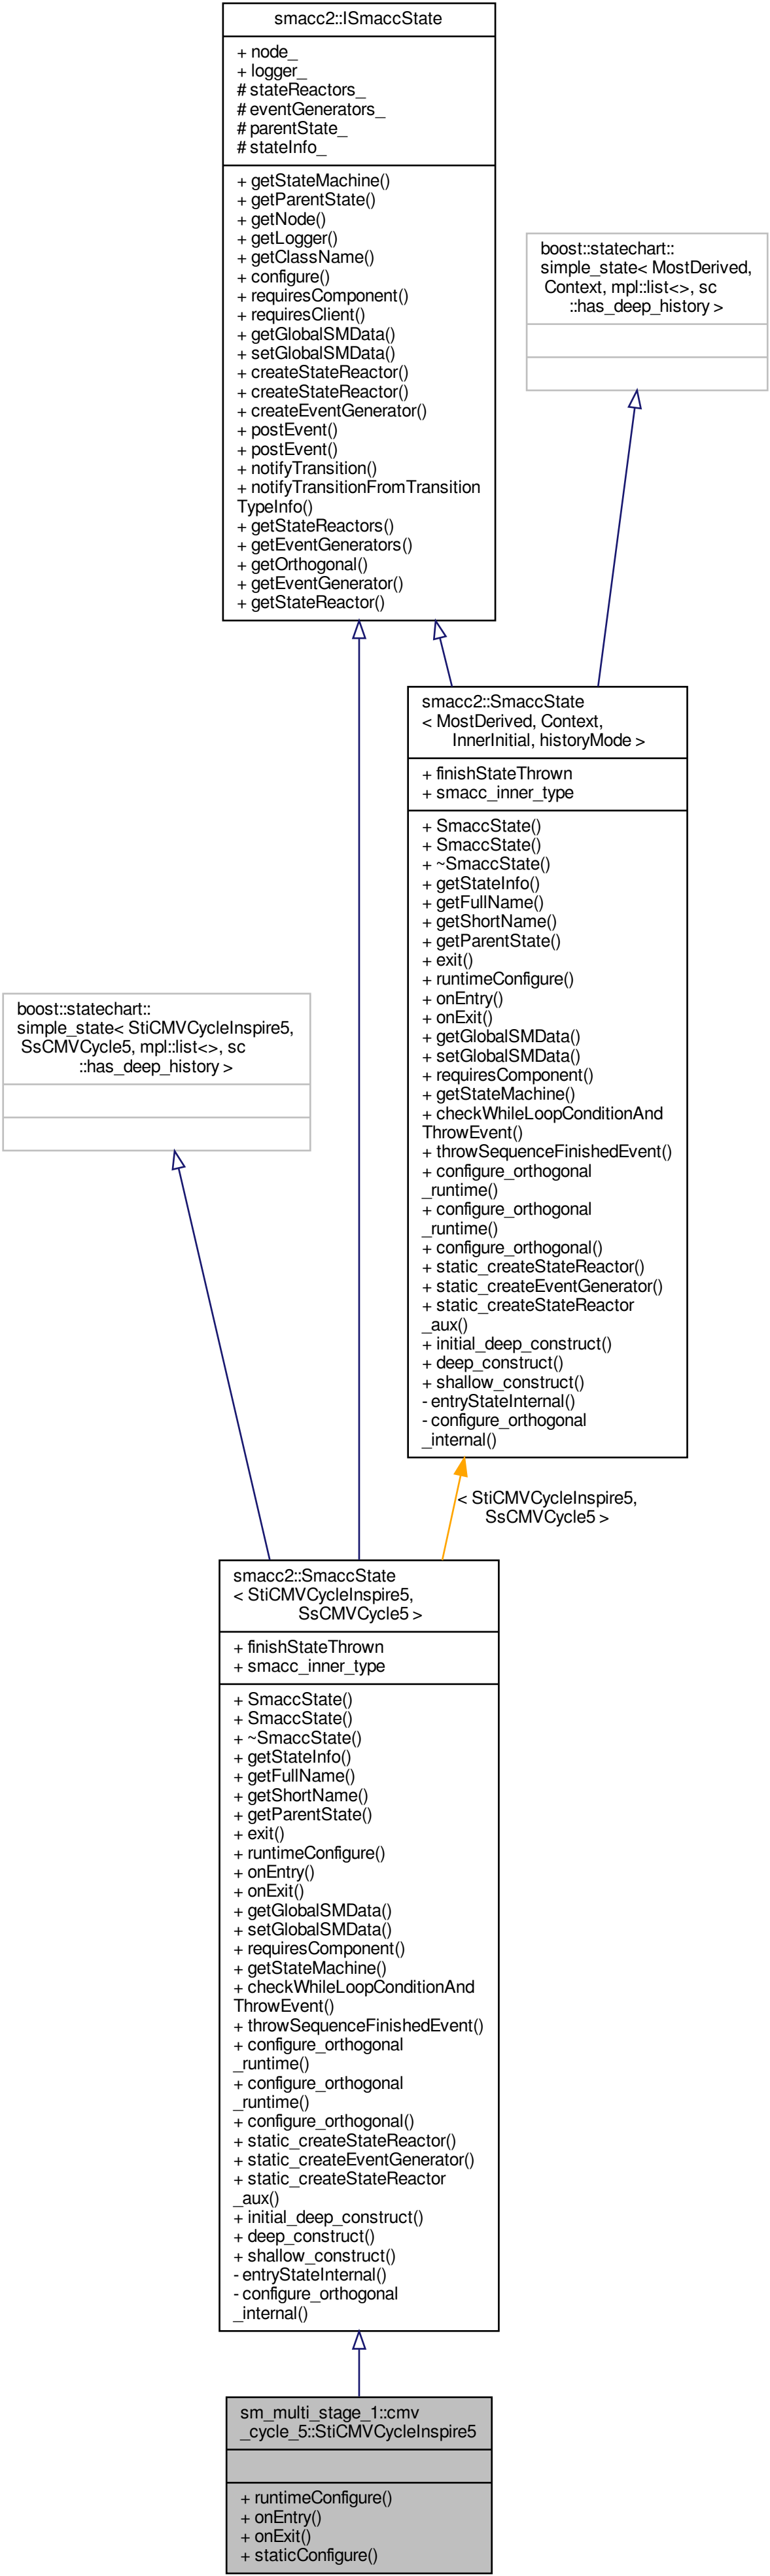 smacc2::ISmaccState
+ node_
+ logger_
# stateReactors_
# eventGenerators_
# parentState_
# stateInfo_
+ getStateMachine()
+ getParentState()
+ getNode()
+ getLogger()
+ getClassName()
+ configure()
+ requiresComponent()
+ requiresClient()
+ getGlobalSMData()
+ setGlobalSMData()
+ createStateReactor()
+ createStateReactor()
+ createEventGenerator()
+ postEvent()
+ postEvent()
+ notifyTransition()
+ notifyTransitionFromTransition
TypeInfo()
+ getStateReactors()
+ getEventGenerators()
+ getOrthogonal()
+ getEventGenerator()
+ getStateReactor()
boost::statechart::
simple_state< MostDerived,
Context, mpl::list<>, sc
::has_deep_history >
smacc2::SmaccState
< MostDerived, Context,
InnerInitial, historyMode >
+ finishStateThrown
+ smacc_inner_type
+ SmaccState()
+ SmaccState()
+ ~SmaccState()
+ getStateInfo()
+ getFullName()
+ getShortName()
+ getParentState()
+ exit()
+ runtimeConfigure()
+ onEntry()
+ onExit()
+ getGlobalSMData()
+ setGlobalSMData()
+ requiresComponent()
+ getStateMachine()
+ checkWhileLoopConditionAnd
ThrowEvent()
+ throwSequenceFinishedEvent()
+ configure_orthogonal
_runtime()
+ configure_orthogonal
_runtime()
+ configure_orthogonal()
+ static_createStateReactor()
+ static_createEventGenerator()
+ static_createStateReactor
_aux()
+ initial_deep_construct()
+ deep_construct()
+ shallow_construct()
- entryStateInternal()
- configure_orthogonal
_internal()
boost::statechart::
simple_state< StiCMVCycleInspire5,
SsCMVCycle5, mpl::list<>, sc
::has_deep_history >
< StiCMVCycleInspire5,
SsCMVCycle5 >
smacc2::SmaccState
< StiCMVCycleInspire5,
SsCMVCycle5 >
+ finishStateThrown
+ smacc_inner_type
+ SmaccState()
+ SmaccState()
+ ~SmaccState()
+ getStateInfo()
+ getFullName()
+ getShortName()
+ getParentState()
+ exit()
+ runtimeConfigure()
+ onEntry()
+ onExit()
+ getGlobalSMData()
+ setGlobalSMData()
+ requiresComponent()
+ getStateMachine()
+ checkWhileLoopConditionAnd
ThrowEvent()
+ throwSequenceFinishedEvent()
+ configure_orthogonal
_runtime()
+ configure_orthogonal
_runtime()
+ configure_orthogonal()
+ static_createStateReactor()
+ static_createEventGenerator()
+ static_createStateReactor
_aux()
+ initial_deep_construct()
+ deep_construct()
+ shallow_construct()
- entryStateInternal()
- configure_orthogonal
_internal()
sm_multi_stage_1::cmv
_cycle_5::StiCMVCycleInspire5
+ runtimeConfigure()
+ onEntry()
+ onExit()
+ staticConfigure()